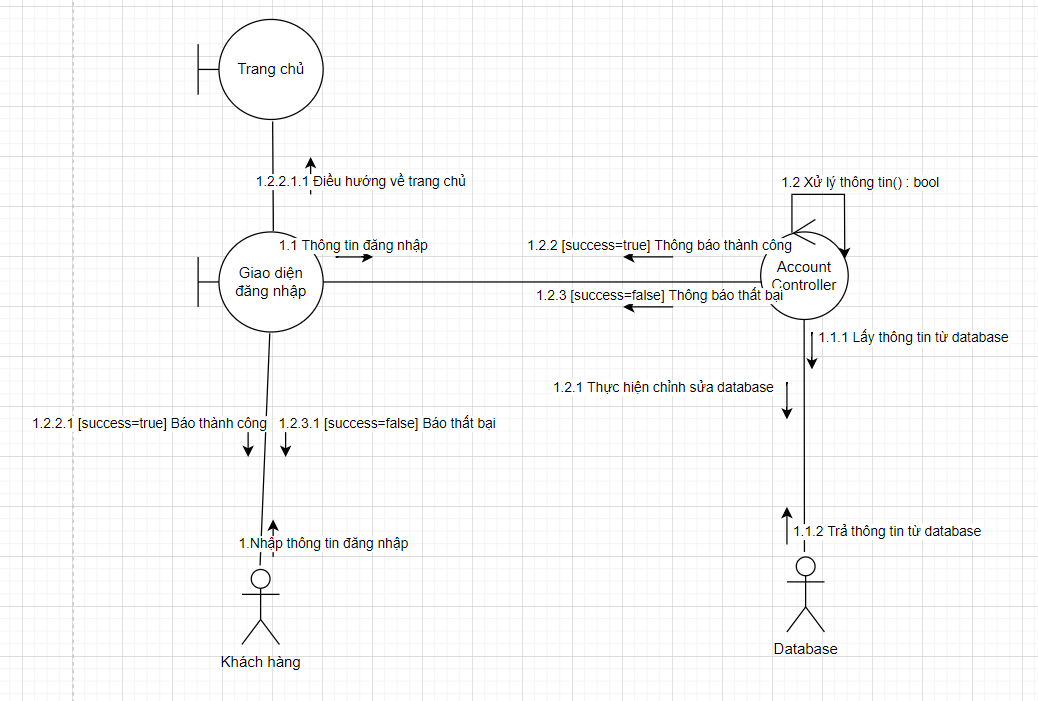 Trang chủ
1.2.2.1.1 Điều hướng về trang chủ
1.2 Xử lý thông tin() : bool
1.1 Thông tin đăng nhập
1.2.2 [success=true] Thông báo thành công
Giao diện
đăng nhập
Account
Controller
1.2.3 [success=false] Thông báo thất bại
1.1.1 Lấy thông tin từ database
1.2.1 Thực hiện chỉnh sửa database
1.2.2.1 [success=true] Báo thành công
1.2.3.1 [success=false] Báo thất bại
1.Nhập thông tin đăng nhập
1.1.2 Trả thông tin từ database
Khách hàng
Database